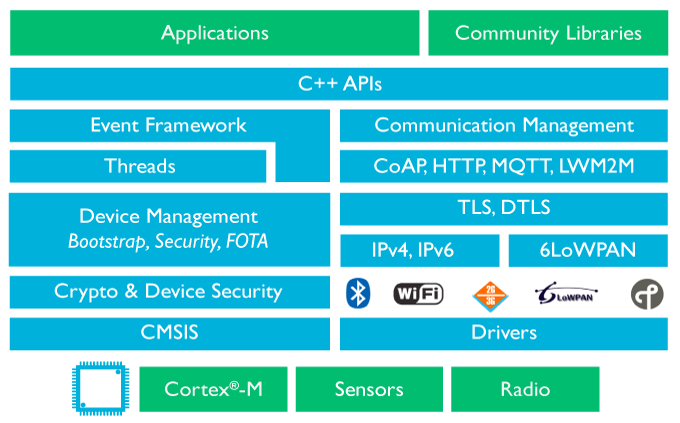 Applications
Community Libraries
C++ APIs
Event Framework
Communication Management
Threads
CoAP, HTTP, MQTT, LWM2M
Device Management
Bootstrap, Security, FOTA
TLS, DTLS
IPv4, IPv6
6LoWPAN
Crypto & Device Security
WiFi
2G
3G
6LoWPAN
CMSIS
Drivers
Cortex®-M
Sensors
Radio